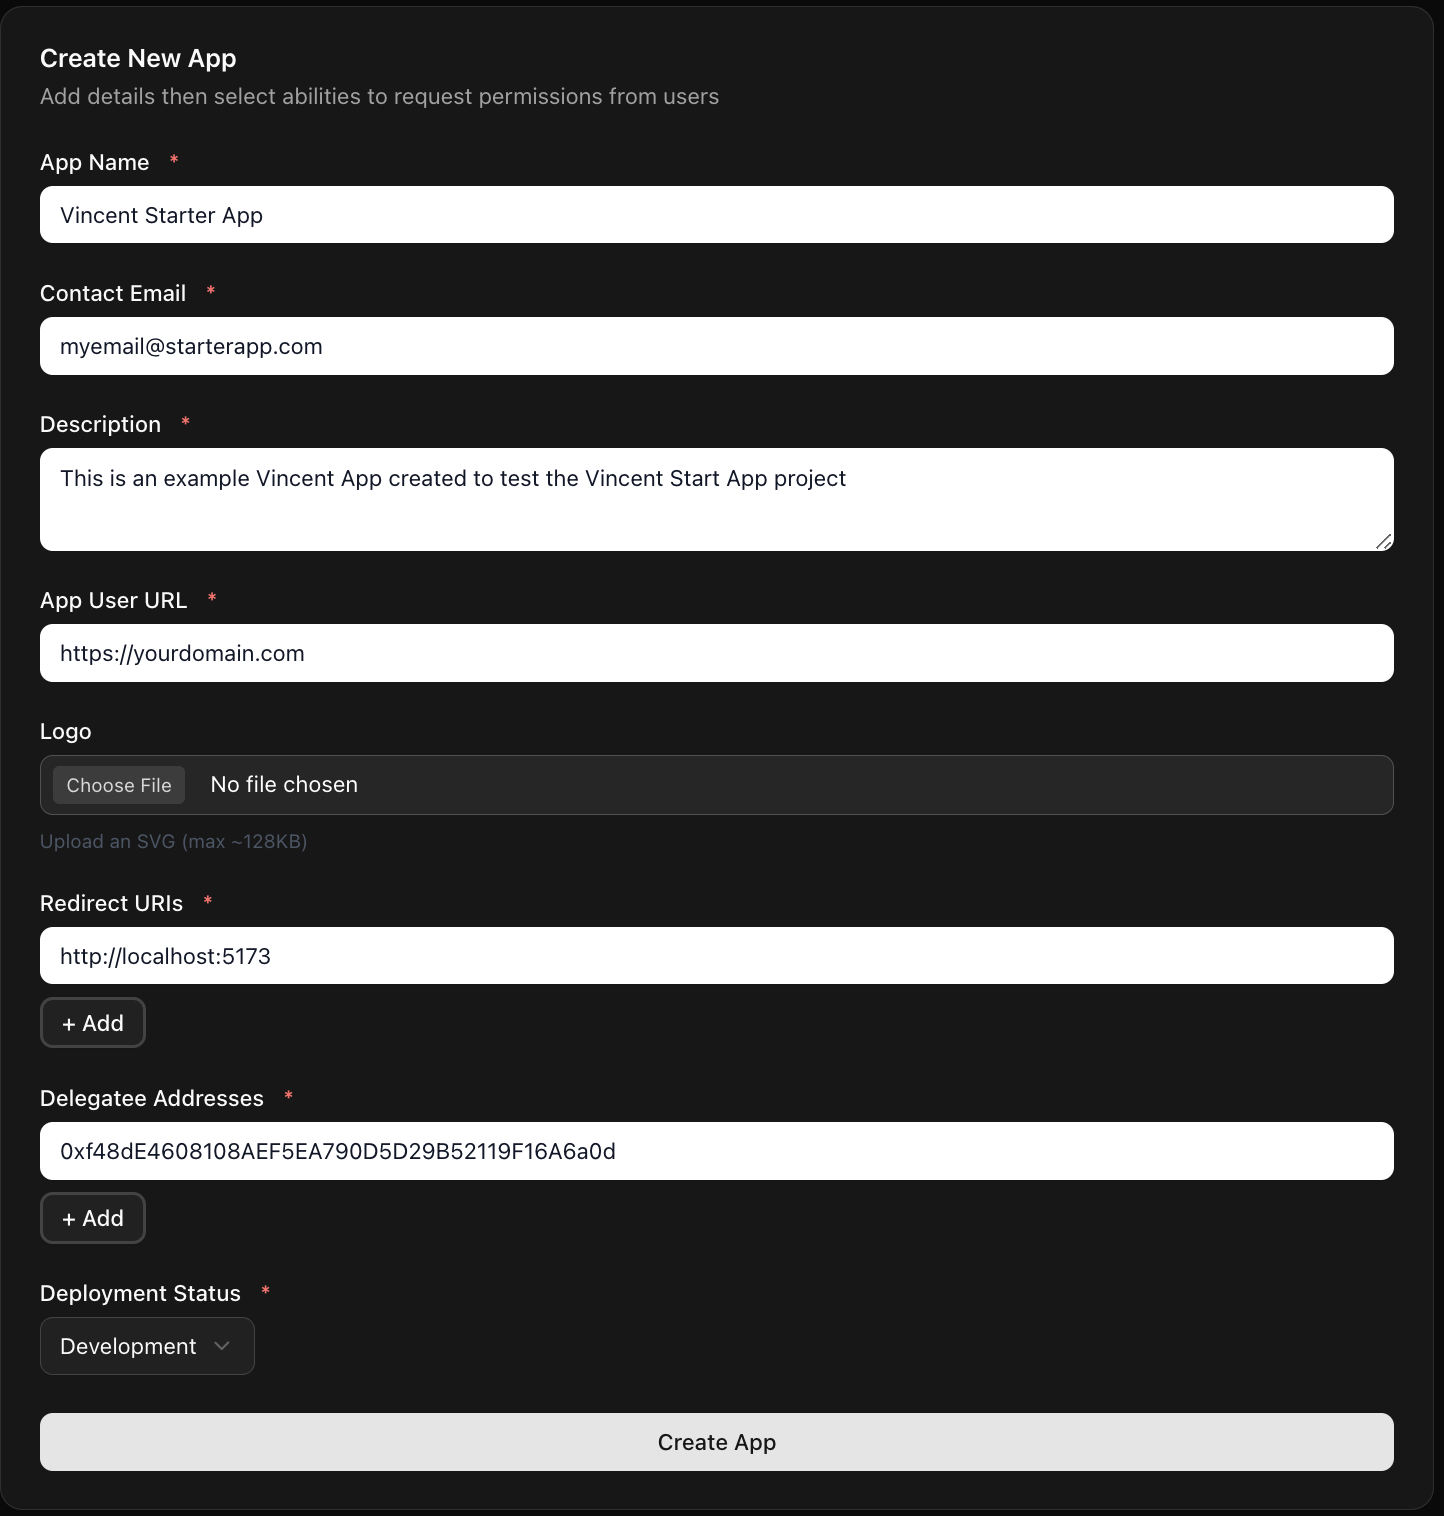 Create New App
Add details then select abilities to request permissions from users
App Name *
Vincent Starter App
Contact Email *
myemail@starterapp.com
Description *
This is an example Vincent App created to test the Vincent Start App project
App User URL *
https://yourdomain.com
Logo
Choose File No file chosen
Upload an SVG (max ~128KB)
Redirect URIs *
http://localhost:5173
+ Add
Delegatee Addresses *
0xf48dE4608108AEF5EA790D5D29B52119F16A6a0d
+ Add
Deployment Status *
Development
Create App